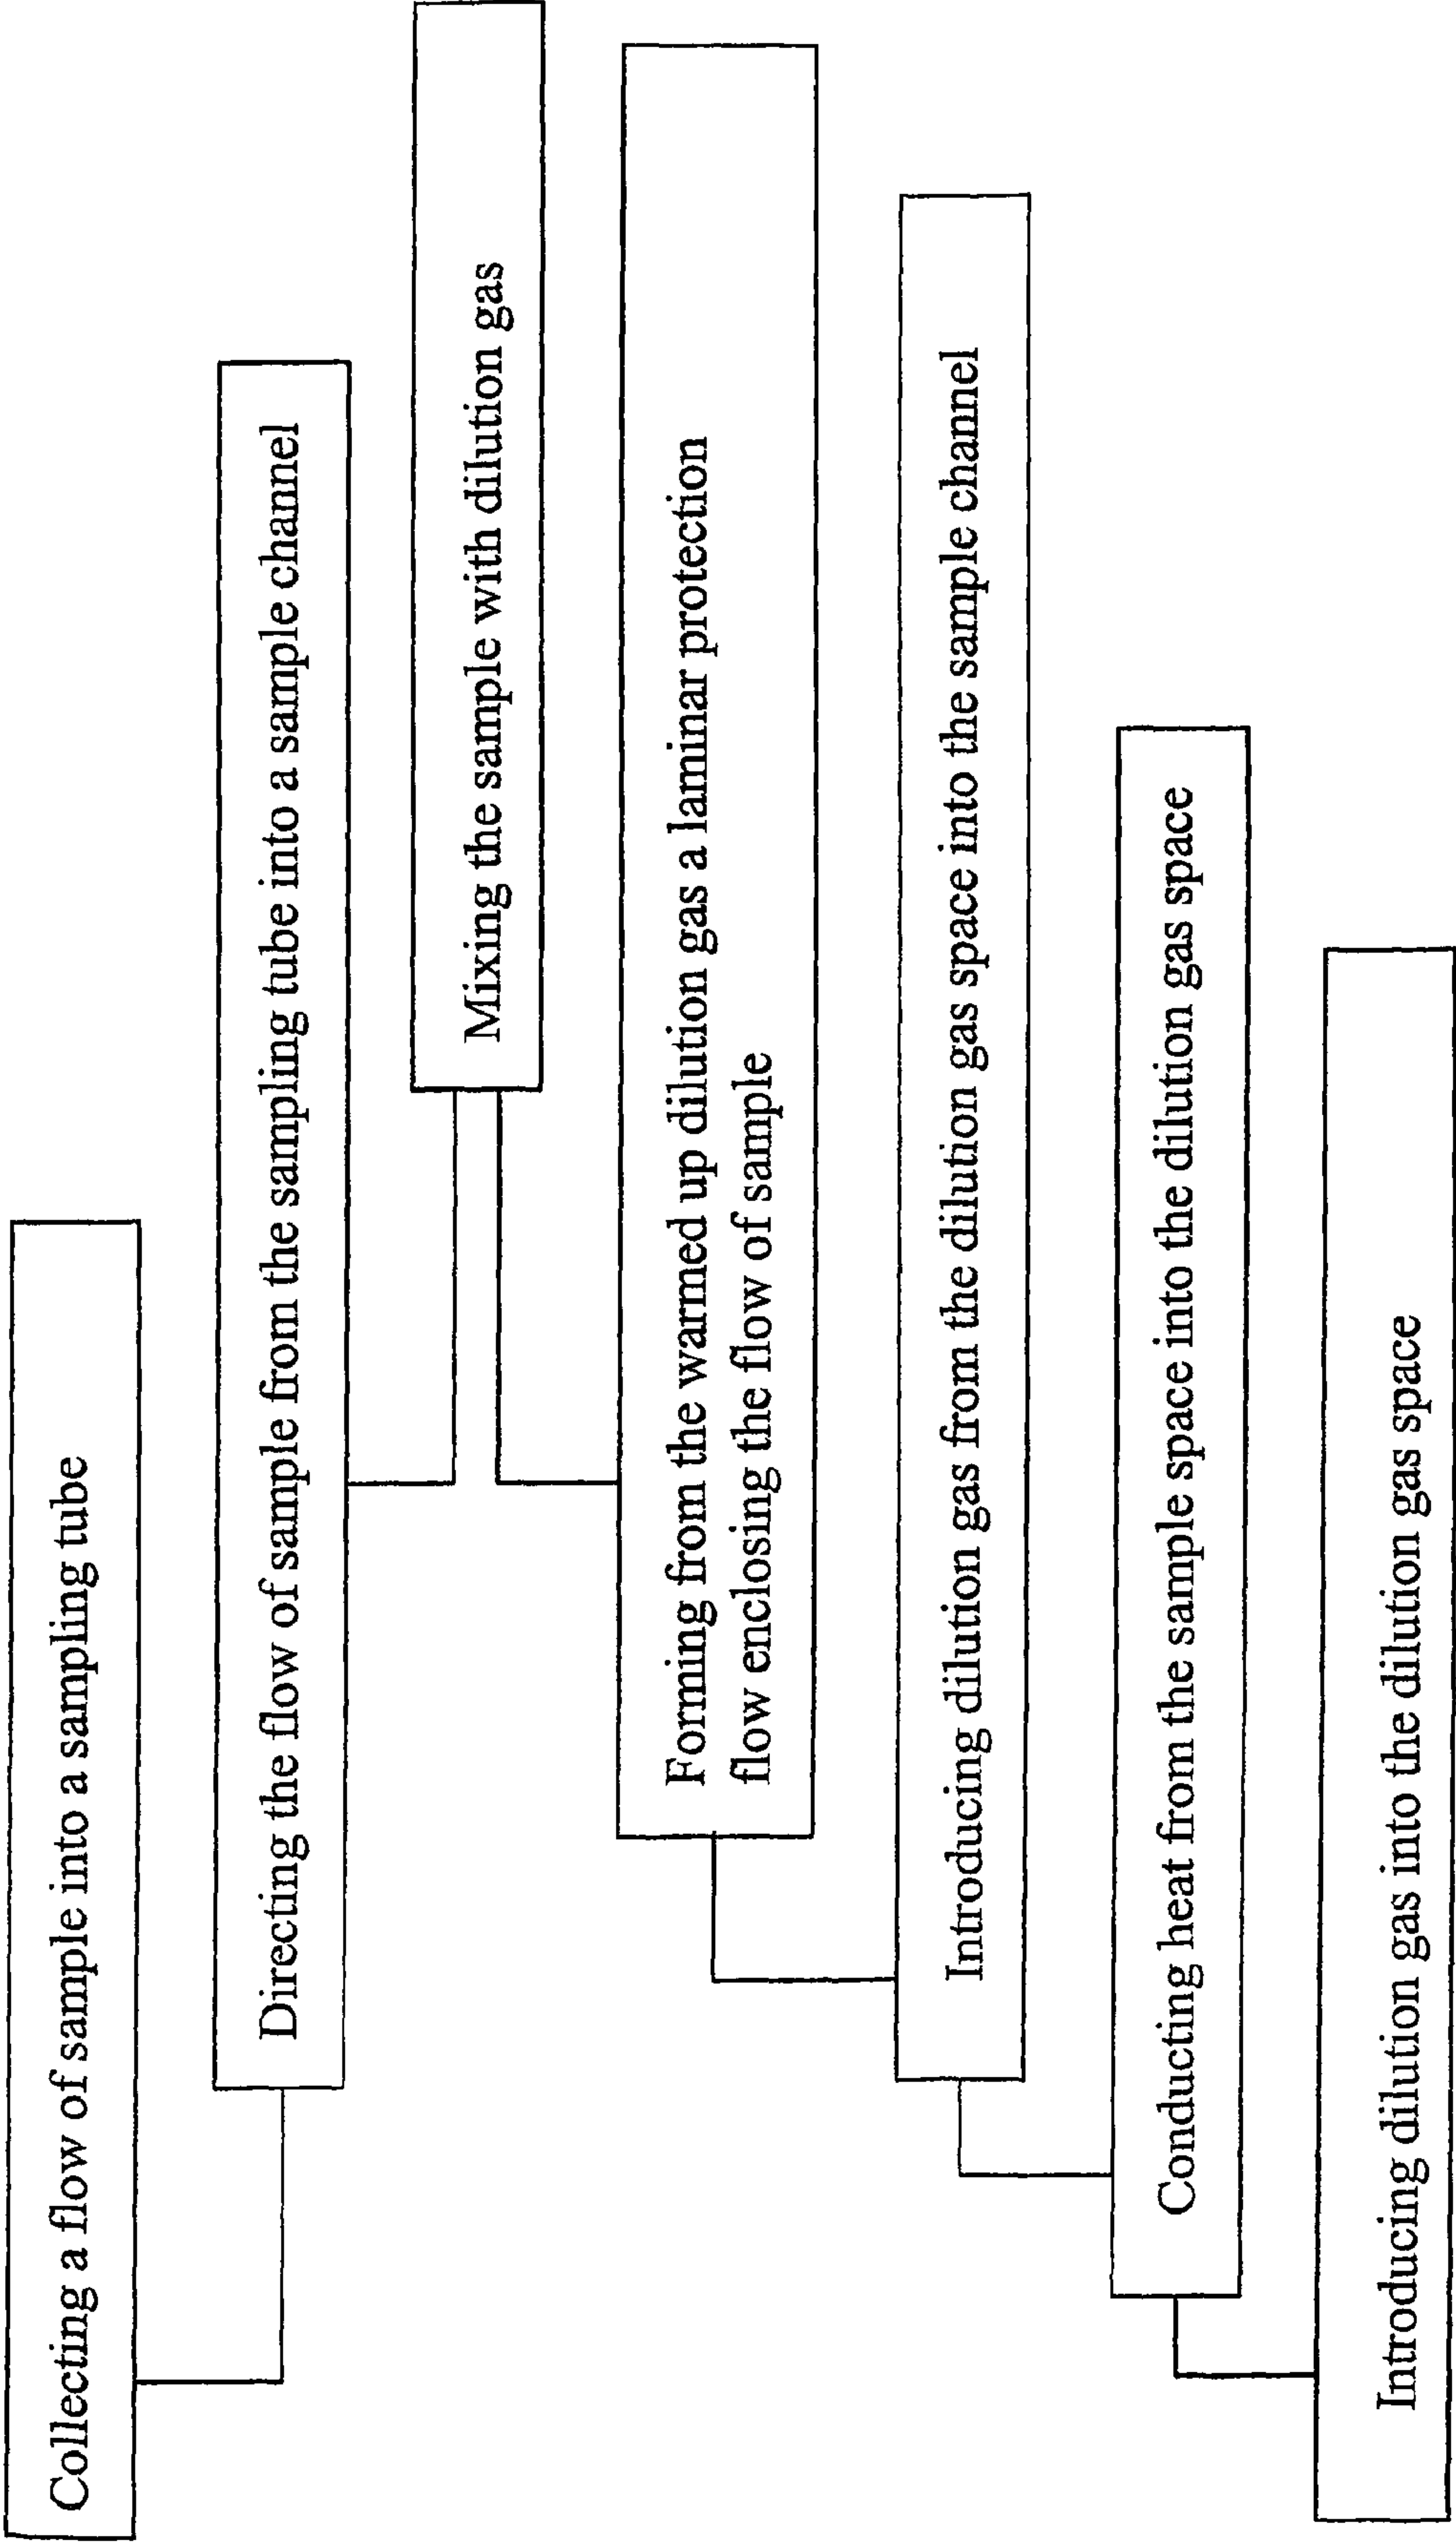 Collecting a flow of sample into a sampling tube
Directing the flow of sample from the sampling tube into a sample channel
Mixing the sample with dilution gas
Forming from the warmed up dilution gas a laminar protection
flow enclosing the flow of sample
Introducing dilution gas from the dilution gas space into the sample channel
Conducting heat from the sample space into the dilution gas space
Introducing dilution gas into the dilution gas space